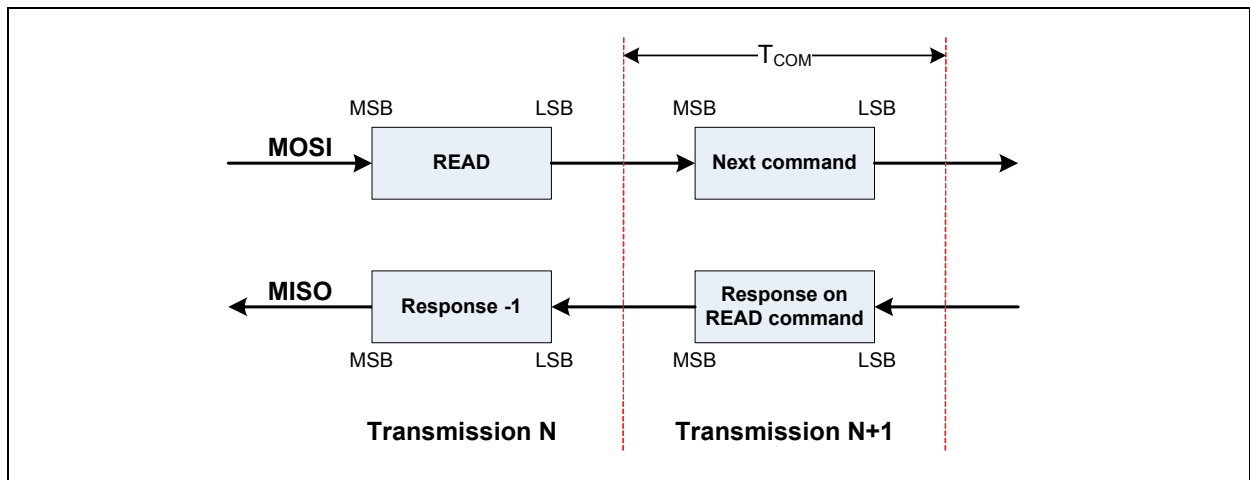 T_COM
MSB LSB MSB LSB
MOSI READ Next command
MISO Response -1 Response on
READ command
MSB LSB MSB LSB
Transmission N Transmission N+1